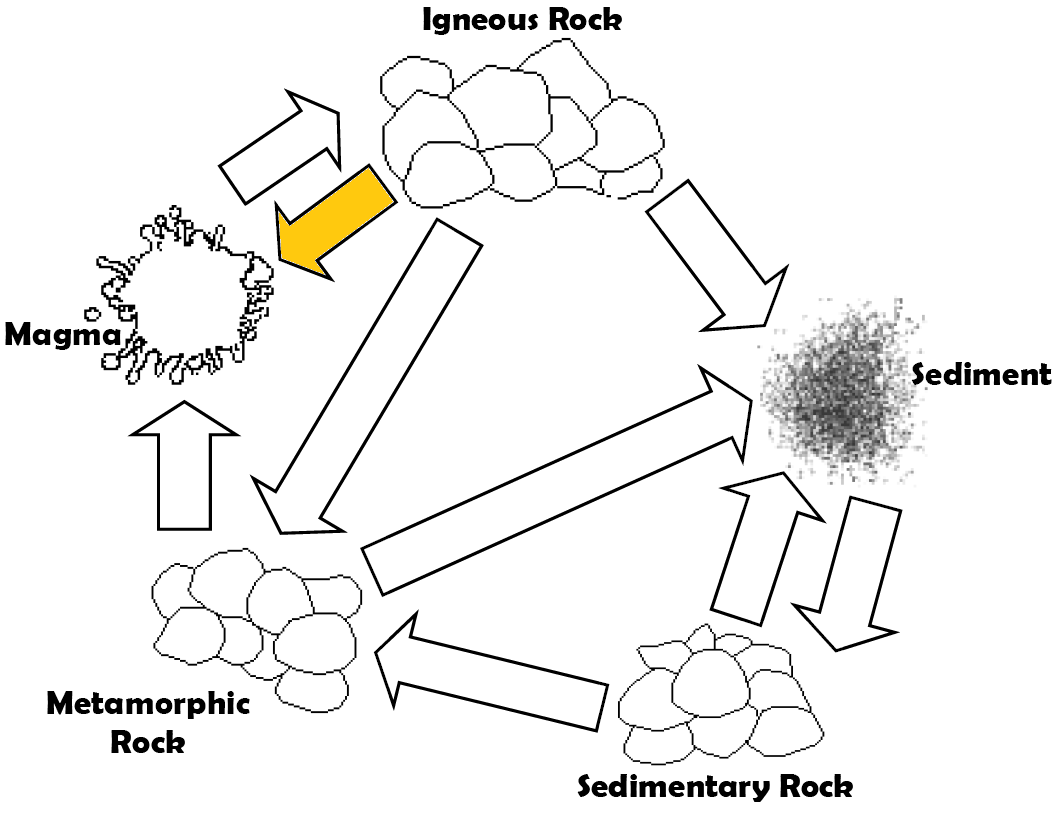 Igneous Rock
Magma
Sediment
Metamorphic
Rock
Sedimentary Rock